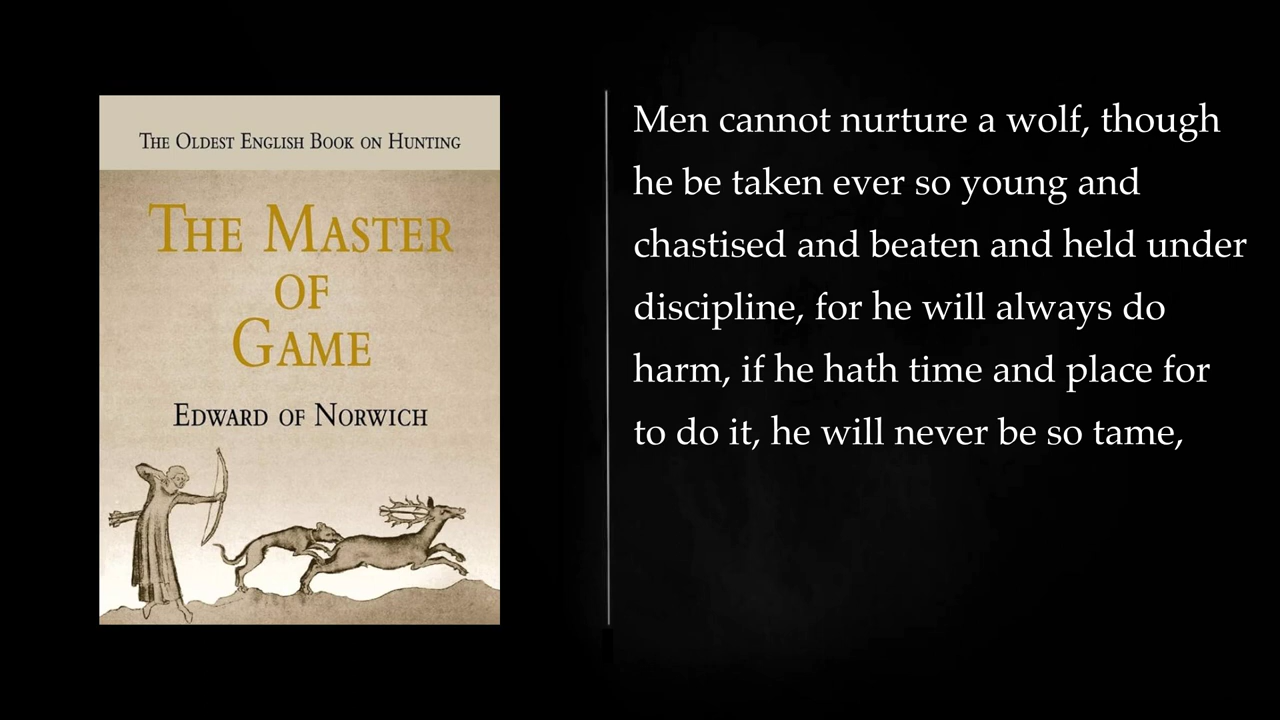 THE OLDEST ENGLISH BOOK ON HUNTING
THE MASTER
OF
GAME
EDWARD OF NORWICH
Men cannot nurture a wolf, though
he be taken ever so young and
chastised and beaten and held under
discipline, for he will always do
harm, if he hath time and place for
to do it, he will never be so tame,